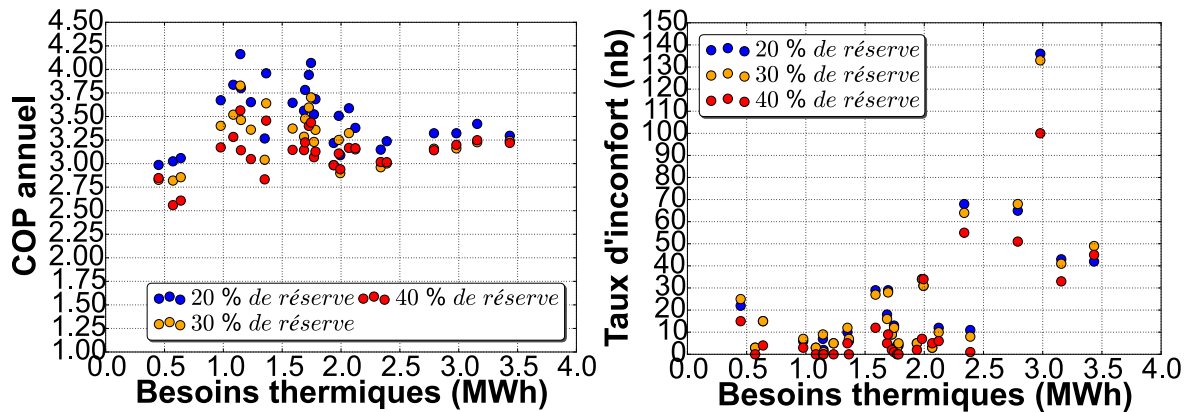 COP annuel
4.50
4.25
4.00
3.75
3.50
3.25
3.00
2.75
2.50
2.25
2.00
1.75
1.50
1.25
1.00
20 % de réserve
30 % de réserve
40 % de réserve
0.0 0.5 1.0 1.5 2.0 2.5 3.0 3.5 4.0
Besoins thermiques (MWh)
Taux d'inconfort (nb)
150
140
130
120
110
100
90
80
70
60
50
40
30
20
10
0
20 % de réserve
30 % de réserve
40 % de réserve
0.0 0.5 1.0 1.5 2.0 2.5 3.0 3.5 4.0
Besoins thermiques (MWh)